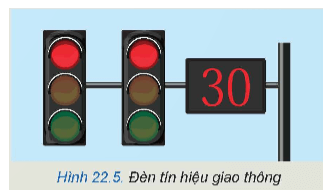 30
Hình 22.5. Đèn tín hiệu giao thông